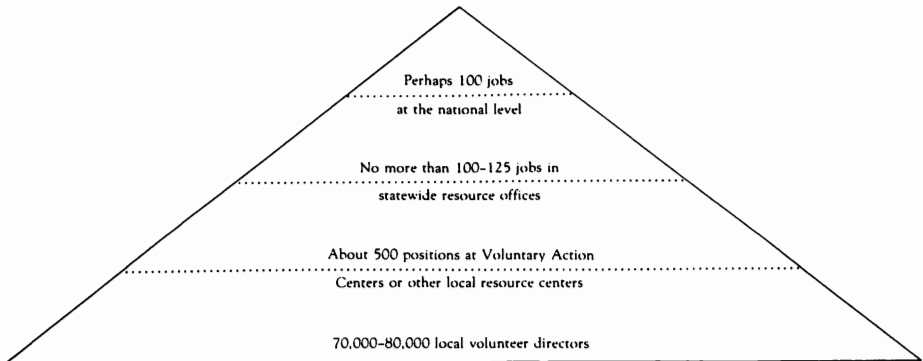 Perhaps 100 jobs
at the national level
No more than 100-125 jobs in
statewide resource offices
About 500 positions at Voluntary Action
Centers or other local resource centers
70,000-80,000 local volunteer directors